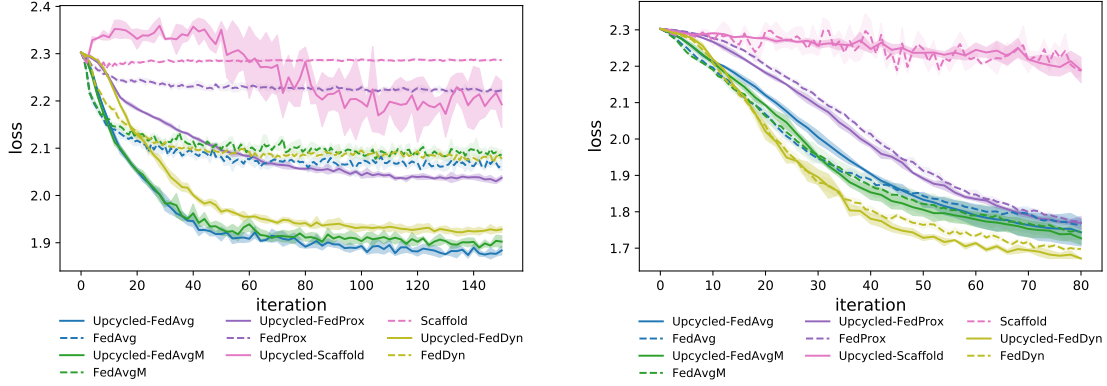 2.4
2.3
2.2
2.1
2.0
1.9
loss
0 20 40 60 80 100 120 140
iteration
Upcycled-FedAvg Upcycled-FedProx Scaffold
FedAvg FedProx Upcycled-FedDyn
Upcycled-FedAvgM Upcycled-Scaffold FedDyn
FedAvgM
2.3
2.2
2.1
2.0
1.9
1.8
1.7
loss
0 10 20 30 40 50 60 70 80
iteration
Upcycled-FedAvg Upcycled-FedProx Scaffold
FedAvg FedProx Upcycled-FedDyn
Upcycled-FedAvgM Upcycled-Scaffold FedDyn
FedAvgM